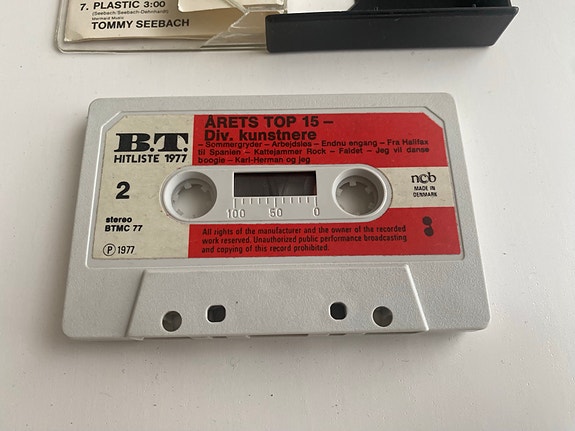 7. PLASTIC 3:00
(Seebach/Seebach-Dehnhardt)
Mermaid Music
TOMMY SEEBACH
ÅRETS TOP 15 –
Div. kunstnere
– Sommergryder – Arbejdsløs – Endnu engang – Fra Halifax
til Spanien – Kattejammer Rock – Faldet – Jeg vil danse
boogie – Karl-Herman og jeg
B.T.
HITLISTE 1977
2
stereo
BTMC 77
Ⓟ 1977
100 50 0
ncb
MADE IN
DENMARK
All rights of the manufacturer and the owner of the recorded
work reserved. Unauthorized public performance broadcasting
and copying of this record prohibited.